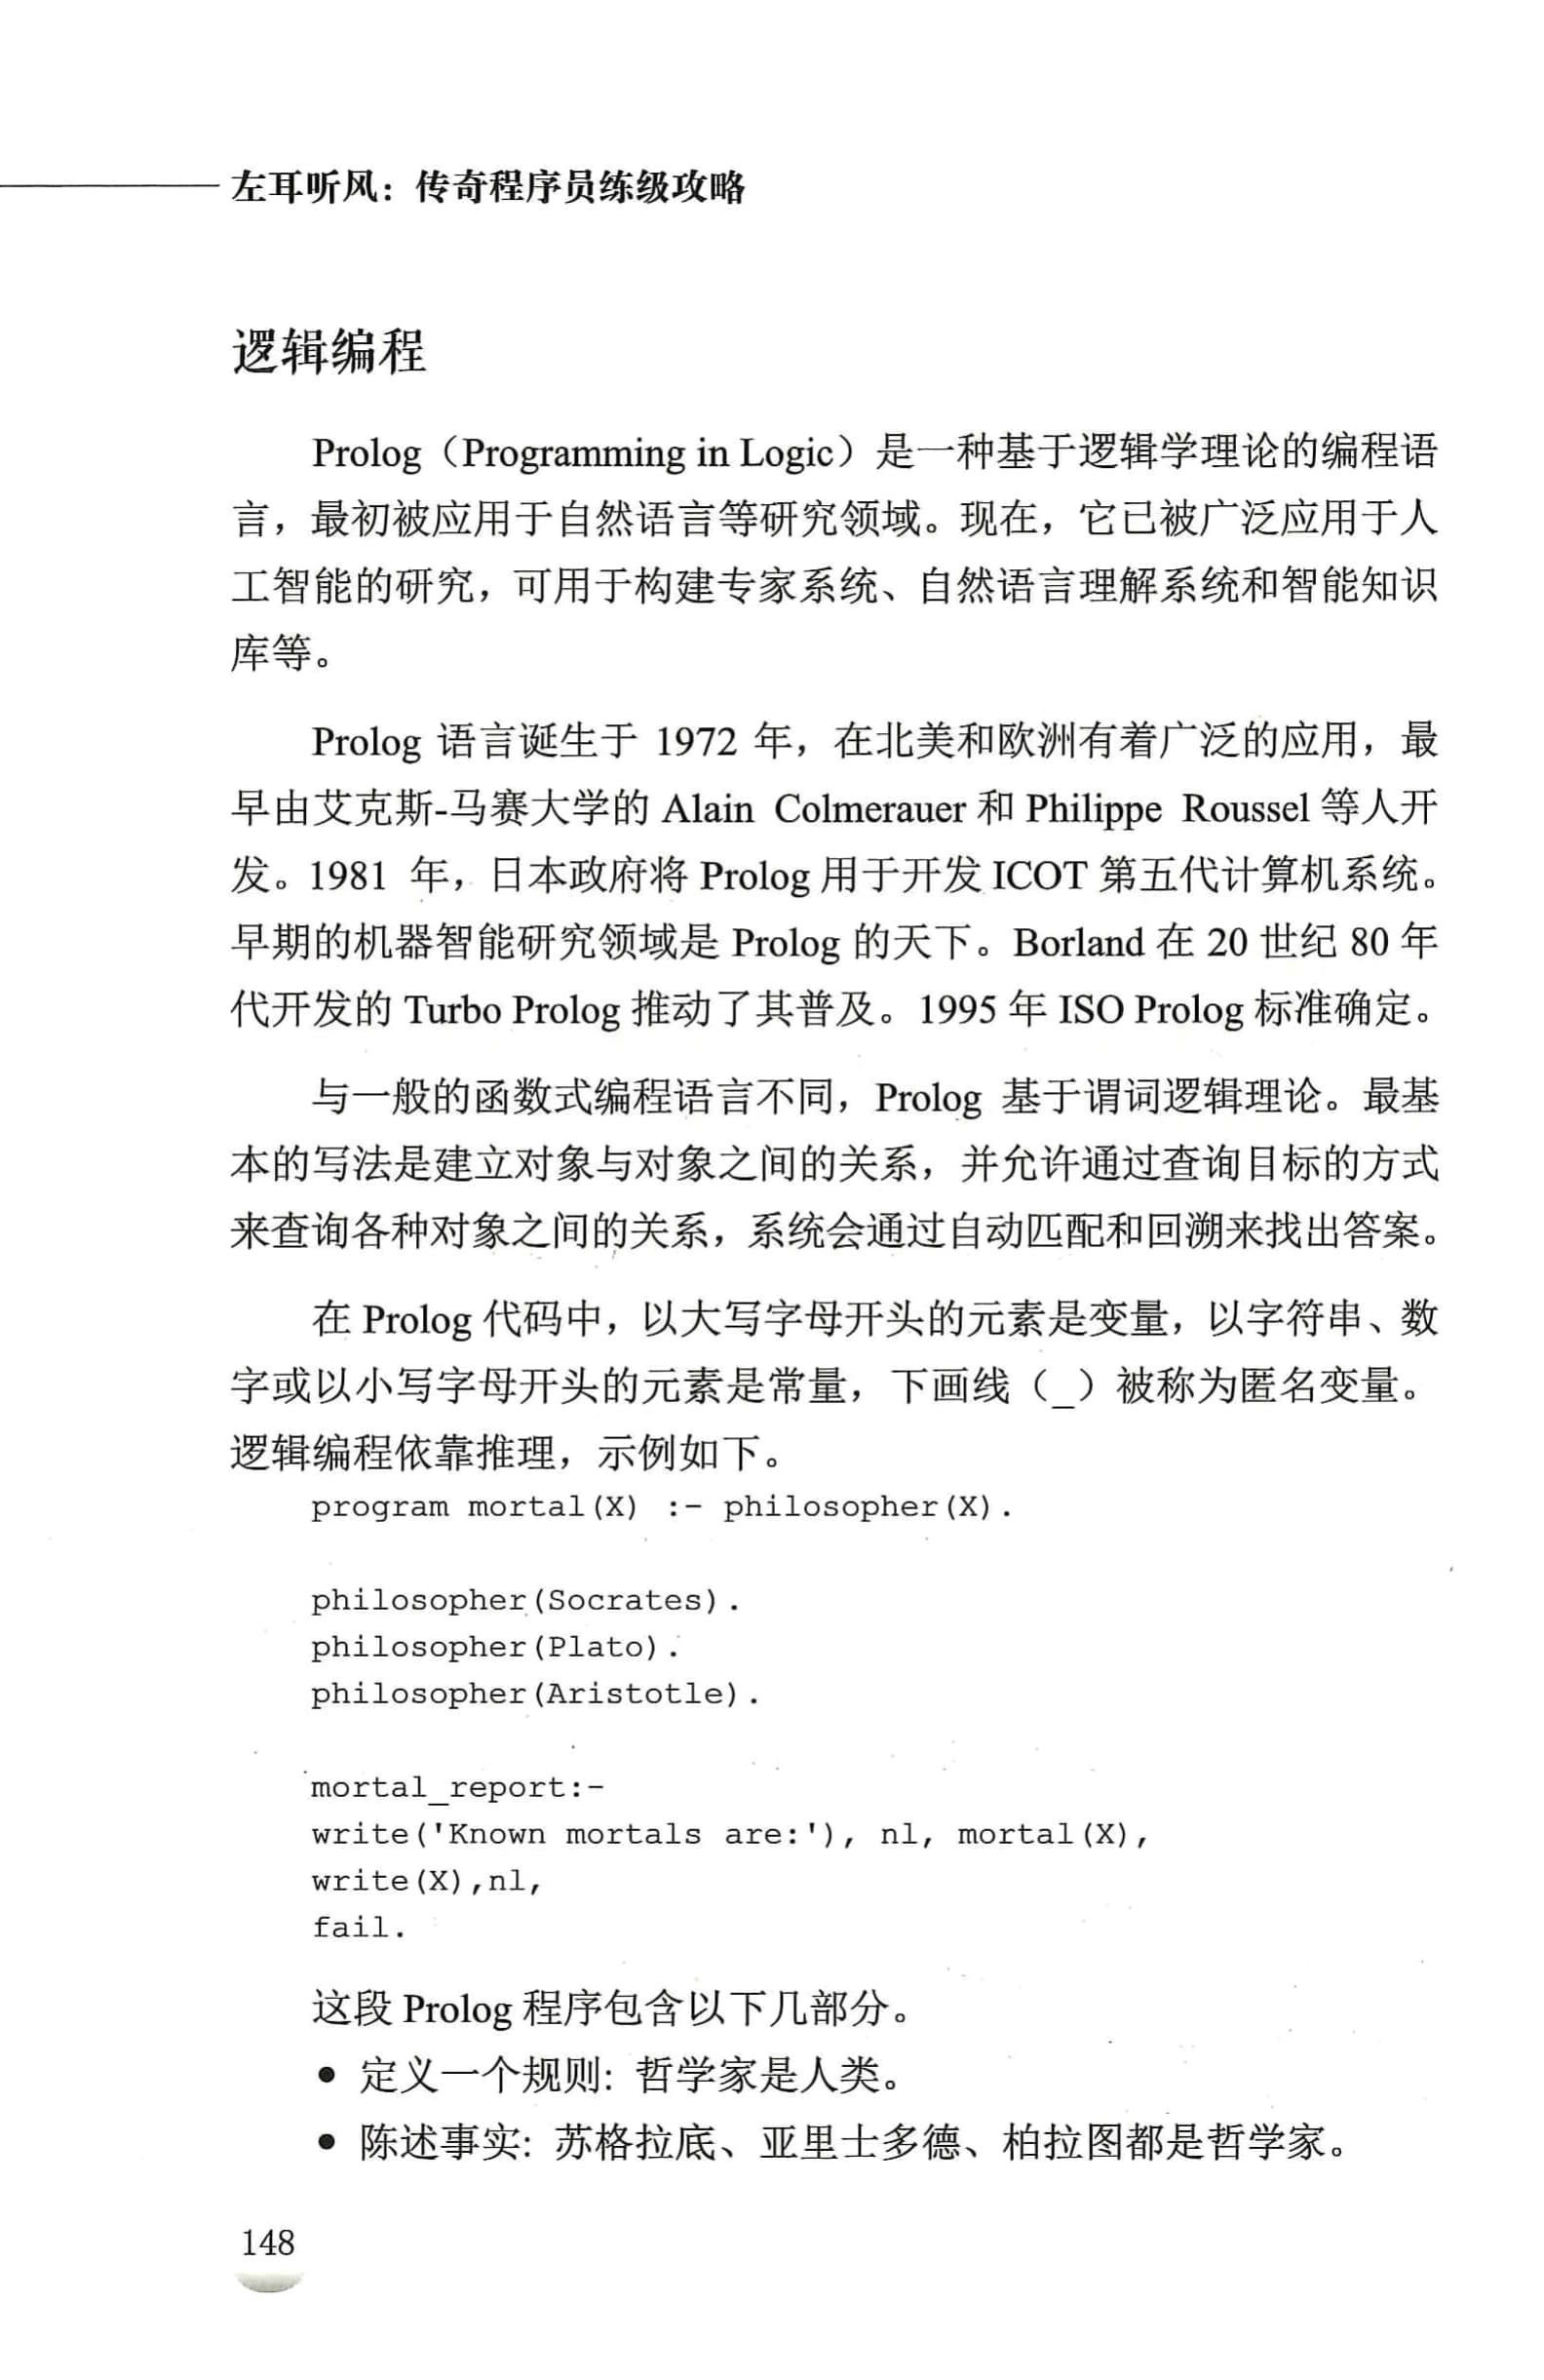 左耳听风：传奇程序员练级攻略
逻辑编程
Prolog（Programming in Logic）是一种基于逻辑学理论的编程语
言，最初被应用于自然语言等研究领域。现在，它已被广泛应用于人
工智能的研究，可用于构建专家系统、自然语言理解系统和智能知识
库等。
Prolog 语言诞生于 1972 年，在北美和欧洲有着广泛的应用，最
早由艾克斯-马赛大学的 Alain Colmerauer 和 Philippe Roussel 等人开
发。1981 年，日本政府将 Prolog 用于开发 ICOT 第五代计算机系统。
早期的机器智能研究领域是 Prolog 的天下。Borland 在 20 世纪 80 年
代开发的 Turbo Prolog 推动了其普及。1995 年 ISO Prolog 标准确定。
与一般的函数式编程语言不同，Prolog 基于谓词逻辑理论。最基
本的写法是建立对象与对象之间的关系，并允许通过查询目标的方式
来查询各种对象之间的关系，系统会通过自动匹配和回溯来找出答案。
在 Prolog 代码中，以大写字母开头的元素是变量，以字符串、数
字或以小写字母开头的元素是常量，下画线（_）被称为匿名变量。
逻辑编程依靠推理，示例如下。
program mortal(X) :- philosopher(X).
philosopher(Socrates).
philosopher(Plato).
philosopher(Aristotle).
mortal_report:-
write('Known mortals are:'), nl, mortal(X),
write(X),nl,
fail.
这段 Prolog 程序包含以下几部分。
● 定义一个规则: 哲学家是人类。
● 陈述事实: 苏格拉底、亚里士多德、柏拉图都是哲学家。
148